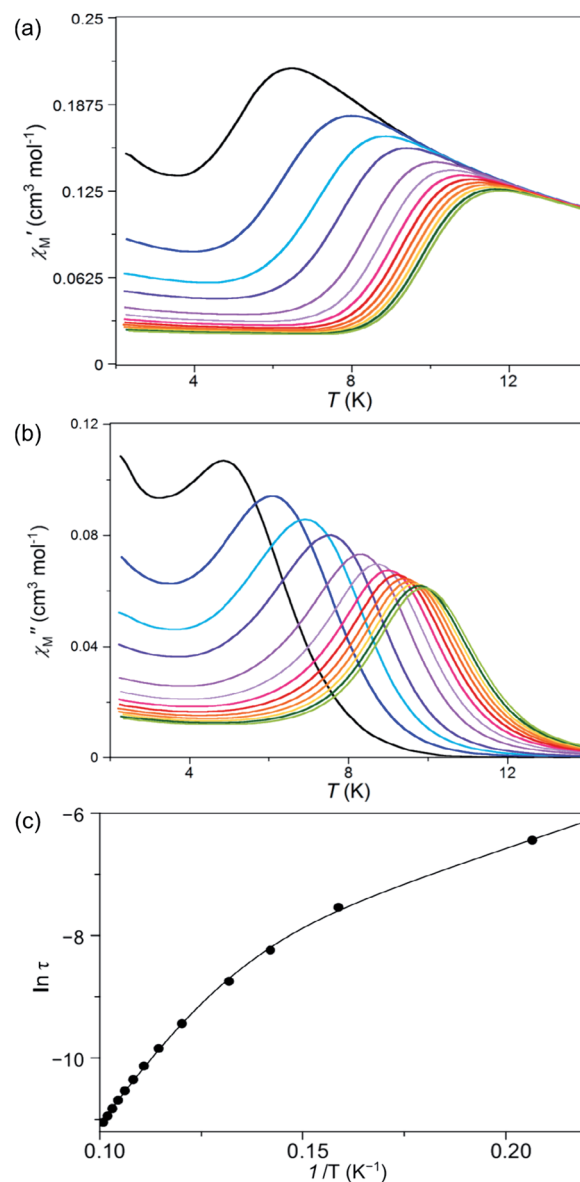 (a)
0.25
0.1875
0.125
0.0625
0
χM′ (cm³ mol⁻¹)
4
8
12
T (K)
(b)
0.12
0.08
0.04
0
χM″ (cm³ mol⁻¹)
4
8
12
T (K)
(c)
−6
−8
−10
ln τ
0.10
0.15
0.20
1/T (K⁻¹)